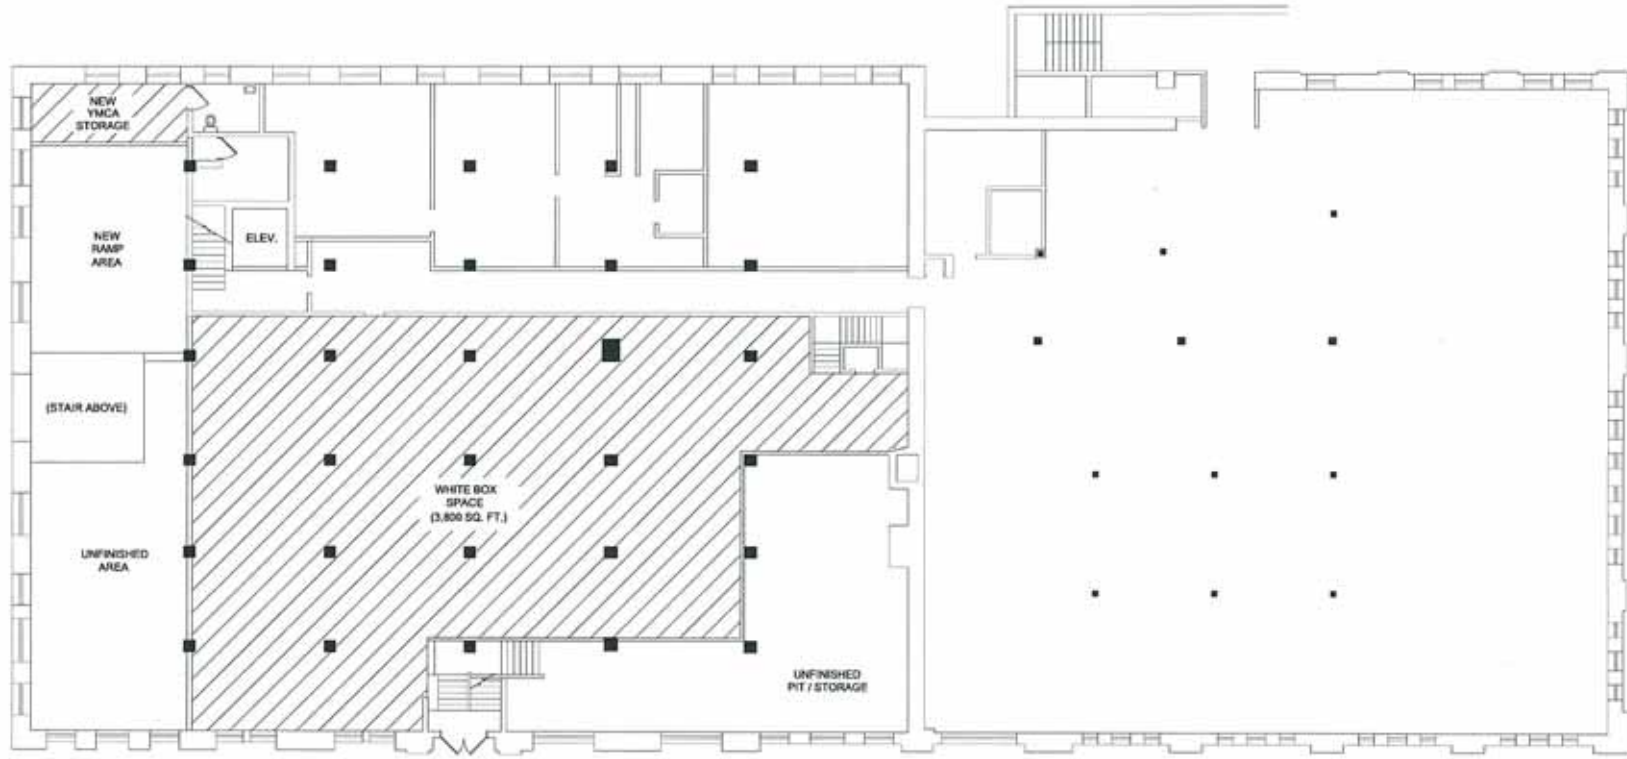 NEW
YMCA
STORAGE
NEW
RAMP
AREA
ELEV.
(STAIR ABOVE)
WHITE BOX
SPACE
(3,800 SQ. FT.)
UNFINISHED
AREA
UNFINISHED
PIT / STORAGE